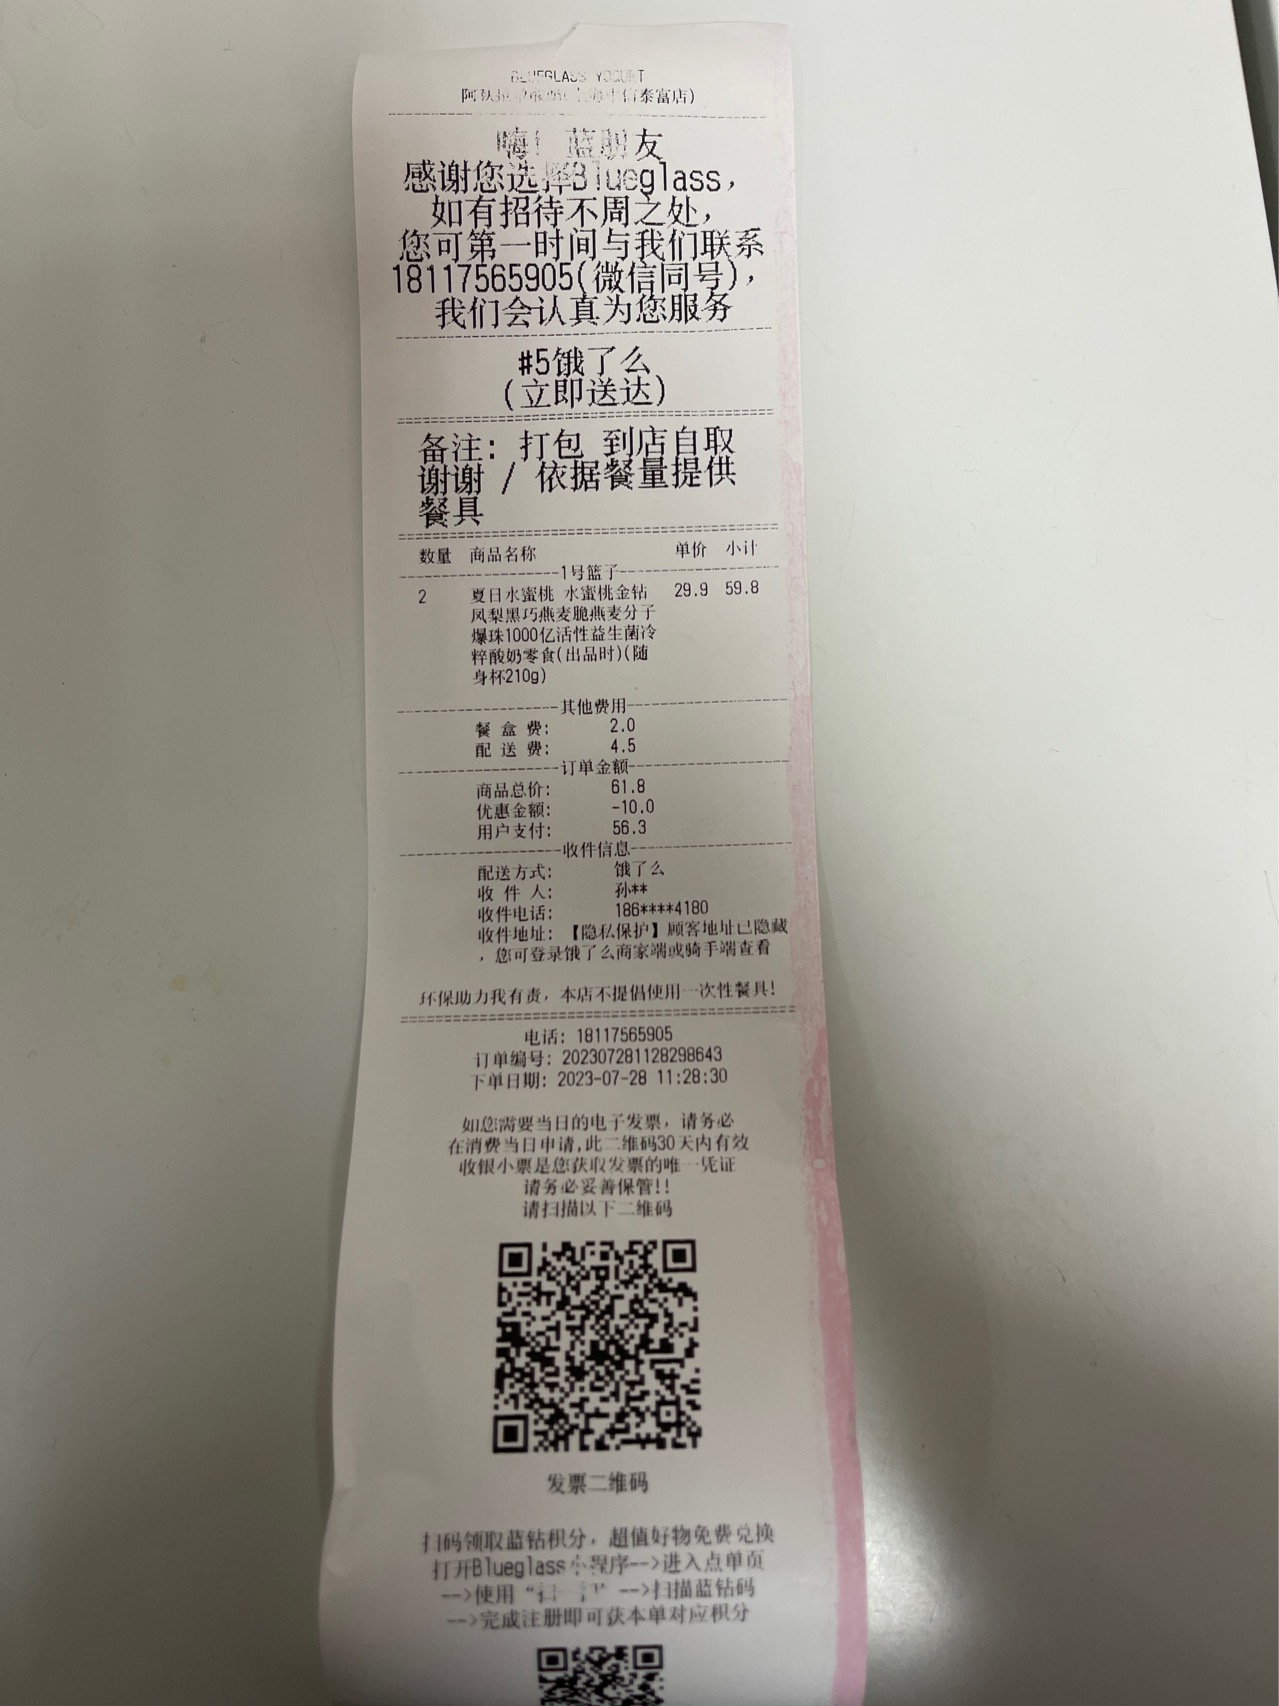 BLUEGLASS YOGURT
中信泰富店)
嗨! 蓝朋友
感谢您选择Blueglass,
如有招待不周之处,
您可第一时间与我们联系
18117565905(微信同号),
我们会认真为您服务
#5饿了么
(立即送达)
备注: 打包 到店自取
谢谢 / 依据餐量提供
餐具
数量 商品名称 单价 小计
1号篮子
2 夏日水蜜桃 水蜜桃金钻 29.9 59.8
凤梨黑巧燕麦脆燕麦分子
爆珠1000亿活性益生菌冷
粹酸奶零食(出品时)(随
身杯210g)
其他费用
餐 盒 费: 2.0
配 送 费: 4.5
订单金额
商品总价: 61.8
优惠金额: -10.0
用户支付: 56.3
收件信息
配送方式: 饿了么
收 件 人: 孙**
收件电话: 186****4180
收件地址: 【隐私保护】顾客地址已隐藏
,您可登录饿了么商家端或骑手端查看
环保助力我有责,本店不提倡使用一次性餐具!
电话: 18117565905
订单编号: 202307281128298643
下单日期: 2023-07-28 11:28:30
如您需要当日的电子发票,请务必
在消费当日申请,此二维码30天内有效
收银小票是您获取发票的唯一凭证
请务必妥善保管!!
请扫描以下二维码
发票二维码
扫码领取蓝钻积分,超值好物免费兑换
打开Blueglass小程序-->进入点单页
-->使用 -->扫描蓝钻码
-->完成注册即可获本单对应积分